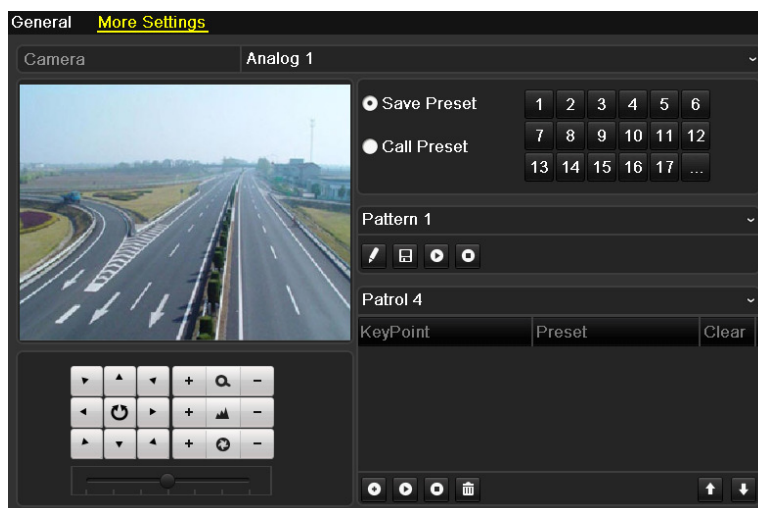 General More Settings
Camera Analog 1
Save Preset
Call Preset
1 2 3 4 5 6
7 8 9 10 11 12
13 14 15 16 17 ...
Pattern 1
Patrol 4
KeyPoint Preset Clear